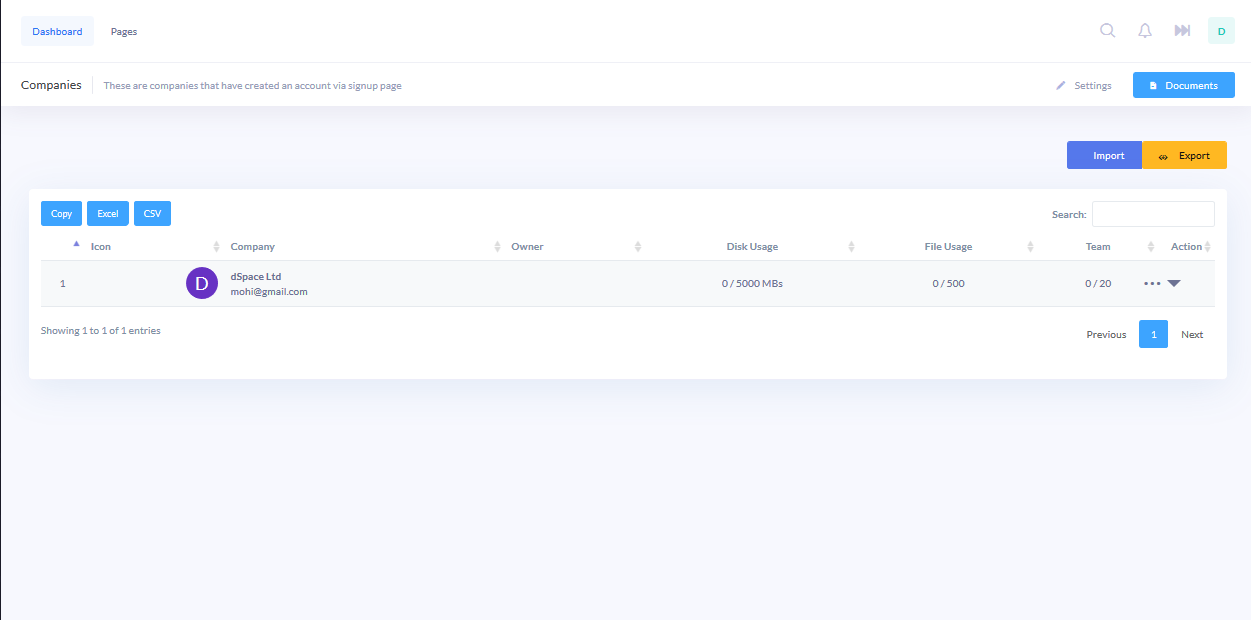 Dashboard Pages D
Companies These are companies that have created an account via signup page Settings Documents
Import Export
Copy Excel CSV Search:
Icon Company Owner Disk Usage File Usage Team Action
1 D dSpace Ltd 0 / 5000 MBs 0 / 500 0 / 20
mohi@gmail.com
Showing 1 to 1 of 1 entries
Previous 1 Next